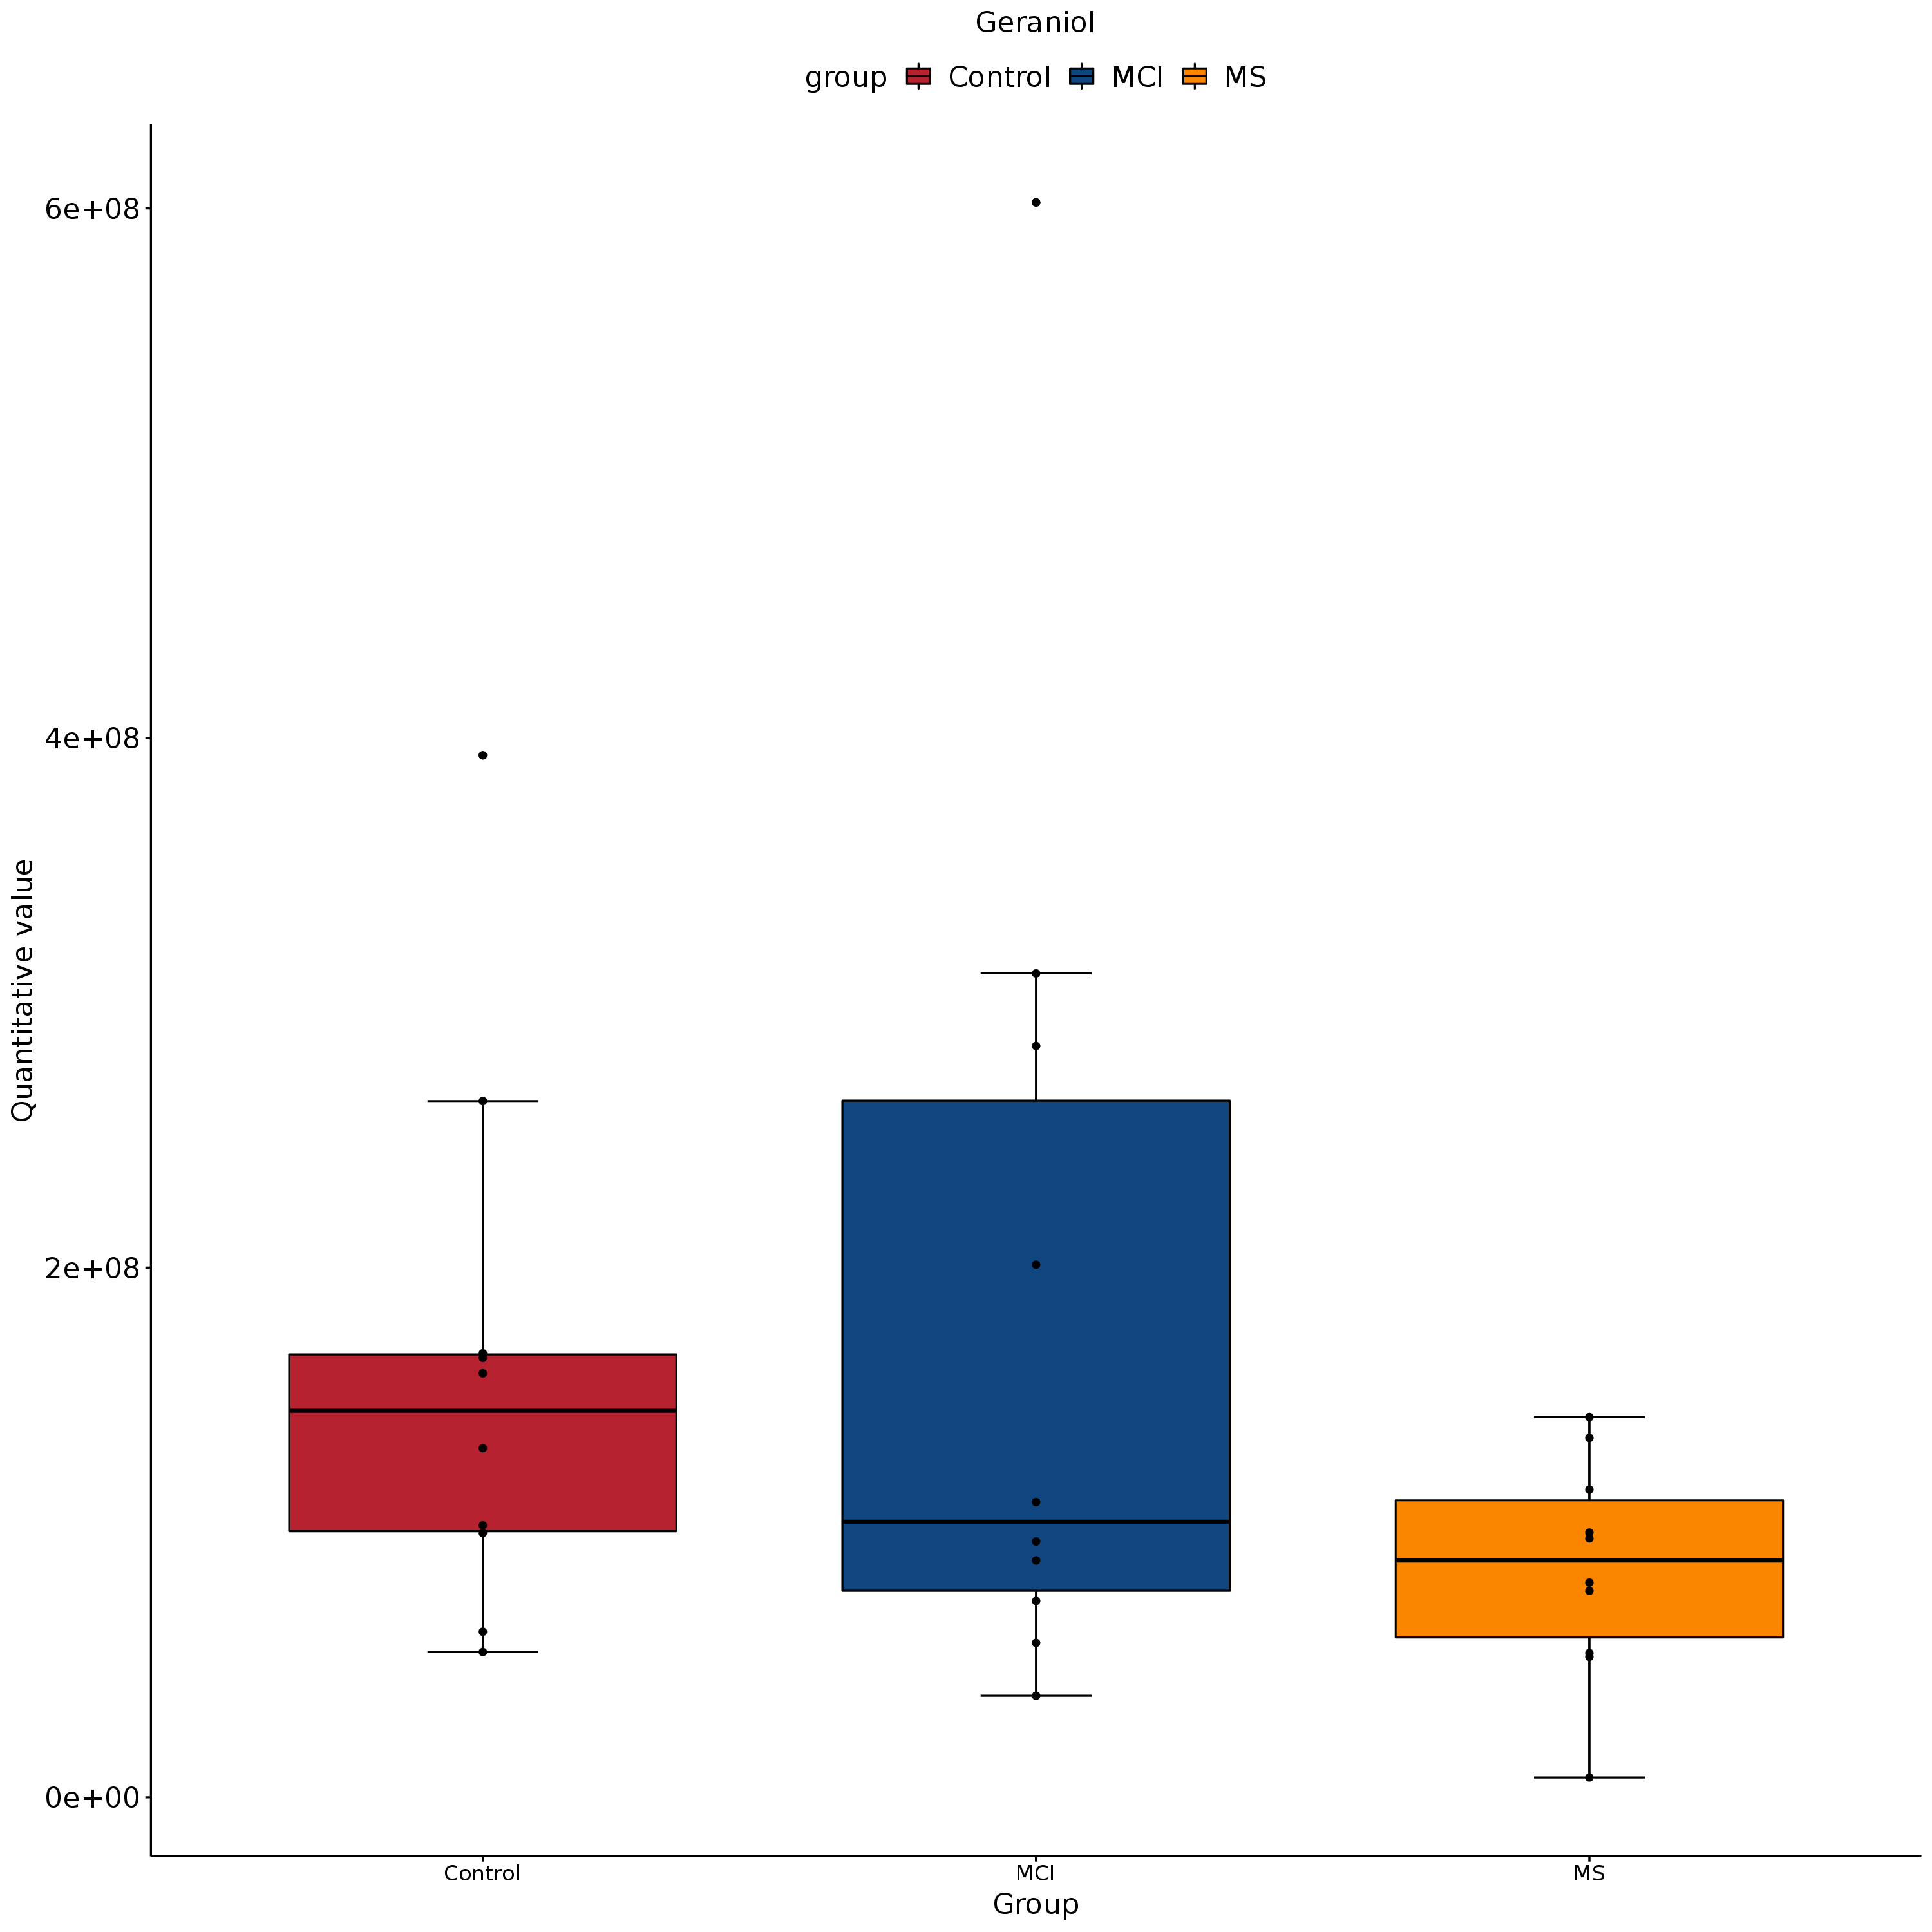 Geraniol
group Control MCI MS
Quantitative value
6e+08
4e+08
2e+08
0e+00
Control MCI MS
Group